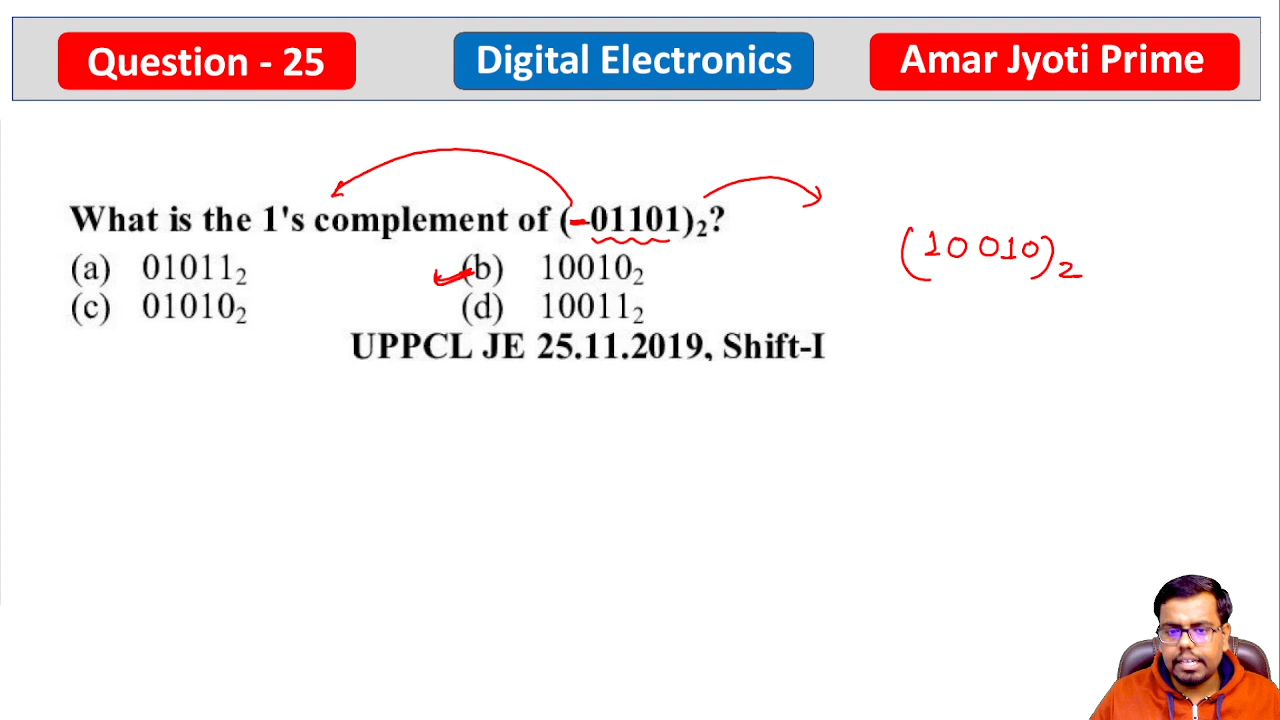 Question - 25 Digital Electronics Amar Jyoti Prime
What is the 1's complement of (-01101)₂?
(10010)₂
(a) 01011₂ (b) 10010₂
(c) 01010₂ (d) 10011₂
UPPCL JE 25.11.2019, Shift-I